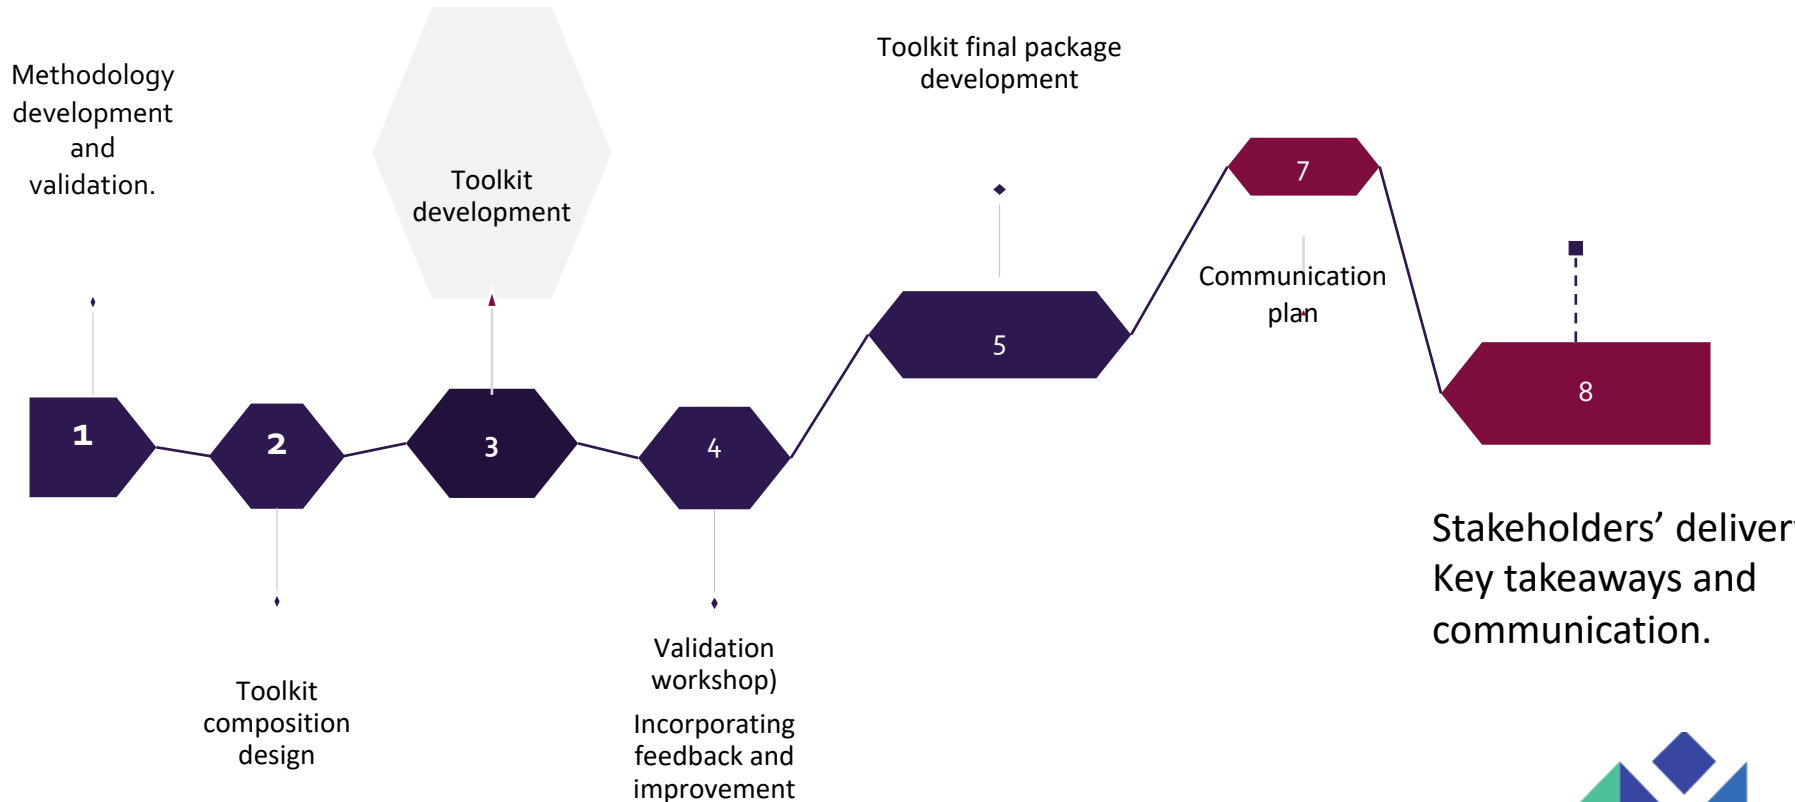 Methodology
development
and
validation.
Toolkit
development
Toolkit final package
development
7
Communication
plan
5
8
1
2
3
4
Stakeholders’ deliver
Key takeaways and
communication.
Validation
workshop)
Toolkit
composition
design
Incorporating
feedback and
improvement